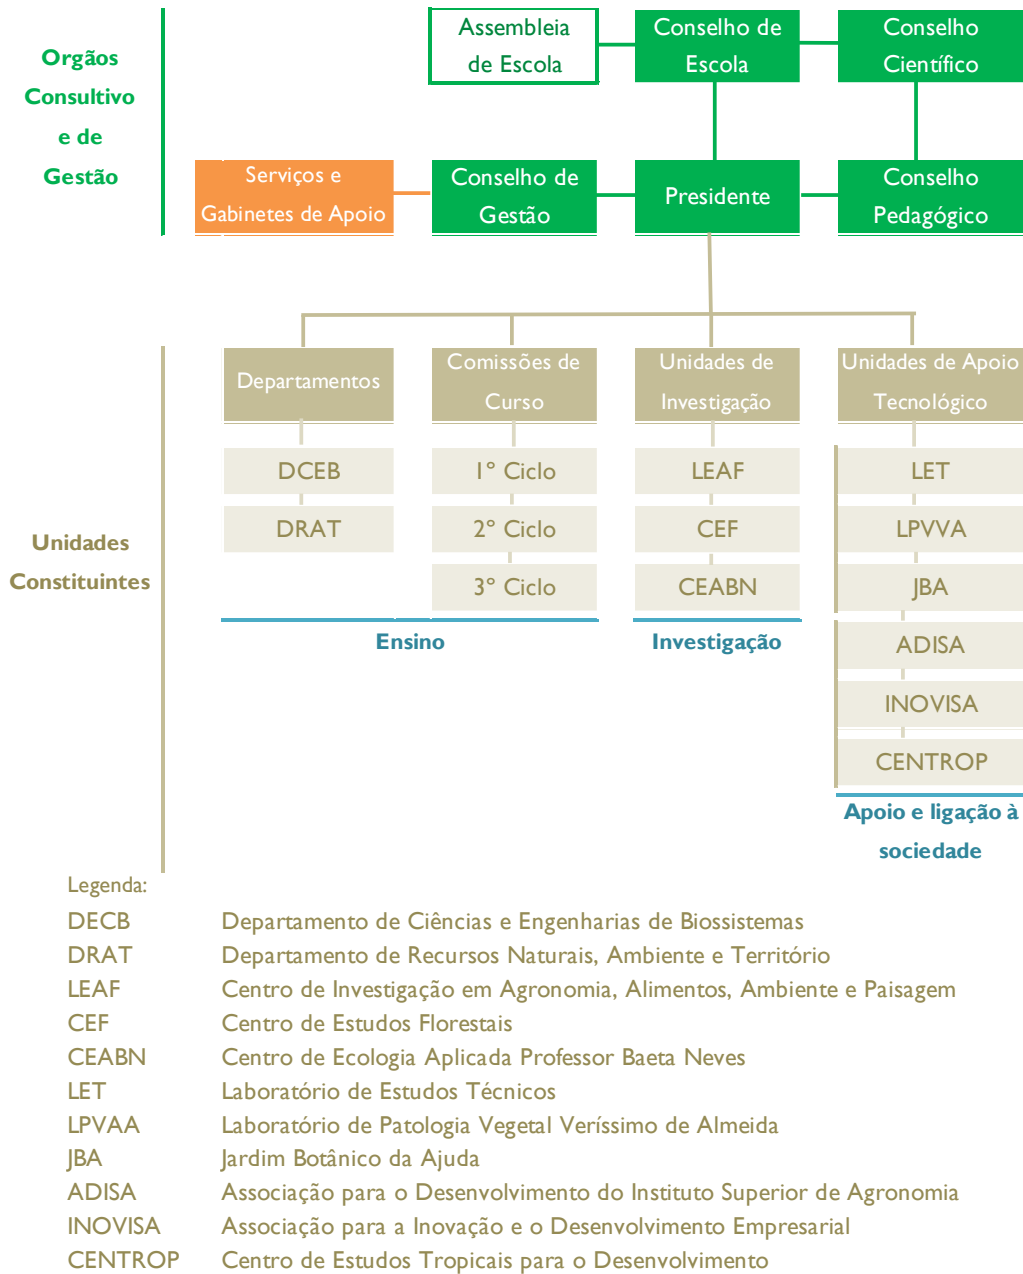 Orgãos
Consultivo
e de
Gestão
Assembleia
de Escola
Conselho de
Escola
Conselho
Científico
Serviços e
Gabinetes de Apoio
Conselho de
Gestão
Presidente
Conselho
Pedagógico
Unidades
Constituintes
Departamentos
Comissões de
Curso
Unidades de
Investigação
Unidades de Apoio
Tecnológico
DCEB
1º Ciclo
LEAF
LET
DRAT
2º Ciclo
CEF
LPVVA
3º Ciclo
CEABN
JBA
Ensino
Investigação
ADISA
INOVISA
CENTROP
Apoio e ligação à
sociedade
Legenda:
DECB Departamento de Ciências e Engenharias de Biossistemas
DRAT Departamento de Recursos Naturais, Ambiente e Território
LEAF Centro de Investigação em Agronomia, Alimentos, Ambiente e Paisagem
CEF Centro de Estudos Florestais
CEABN Centro de Ecologia Aplicada Professor Baeta Neves
LET Laboratório de Estudos Técnicos
LPVAA Laboratório de Patologia Vegetal Veríssimo de Almeida
JBA Jardim Botânico da Ajuda
ADISA Associação para o Desenvolvimento do Instituto Superior de Agronomia
INOVISA Associação para a Inovação e o Desenvolvimento Empresarial
CENTROP Centro de Estudos Tropicais para o Desenvolvimento